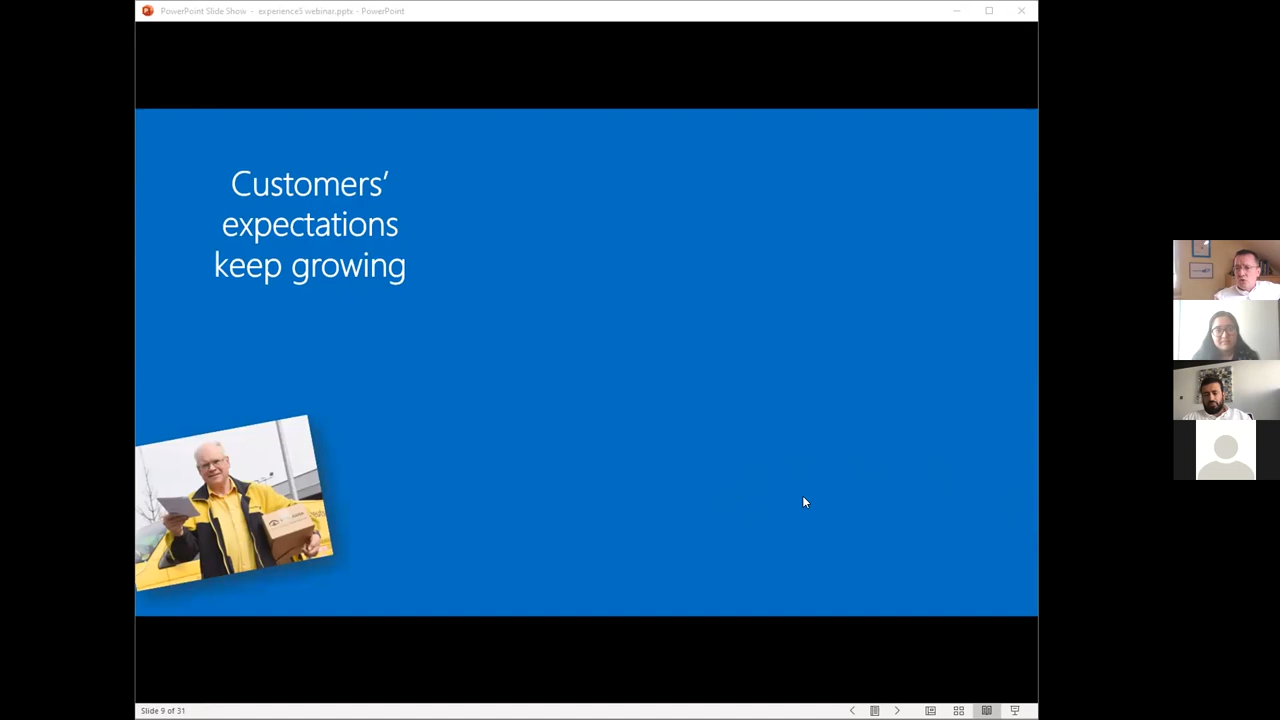 PowerPoint Slide Show - experience5 webinar.pptx - PowerPoint
Customers’
expectations
keep growing
Slide 9 of 31